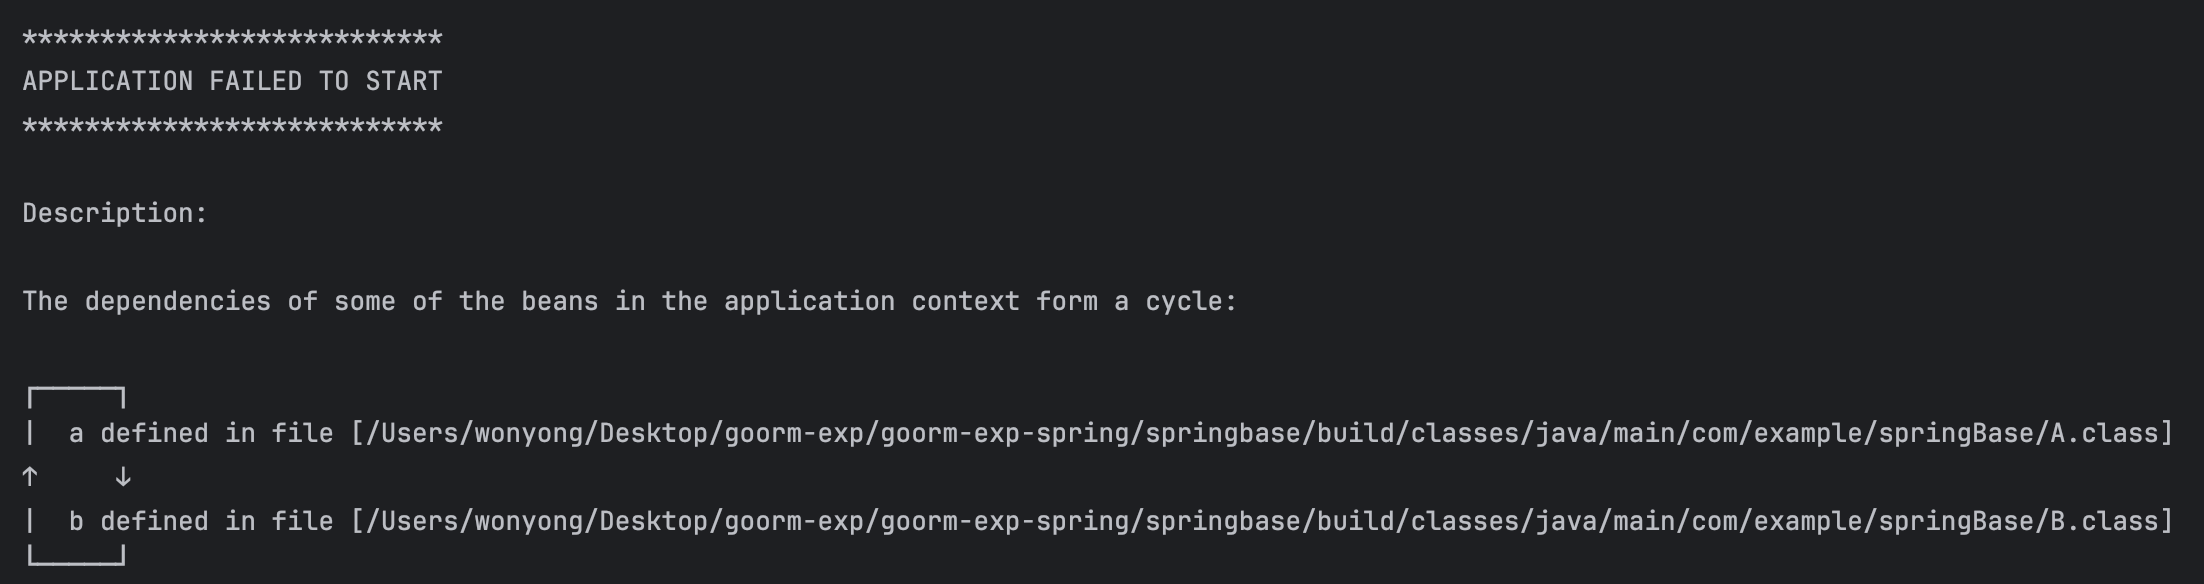 ***************************
APPLICATION FAILED TO START
***************************
Description:
The dependencies of some of the beans in the application context form a cycle:
┌─────┐
|  a defined in file [/Users/wonyong/Desktop/goorm-exp/goorm-exp-spring/springbase/build/classes/java/main/com/example/springBase/A.class]
↑     ↓
|  b defined in file [/Users/wonyong/Desktop/goorm-exp/goorm-exp-spring/springbase/build/classes/java/main/com/example/springBase/B.class]
└─────┘